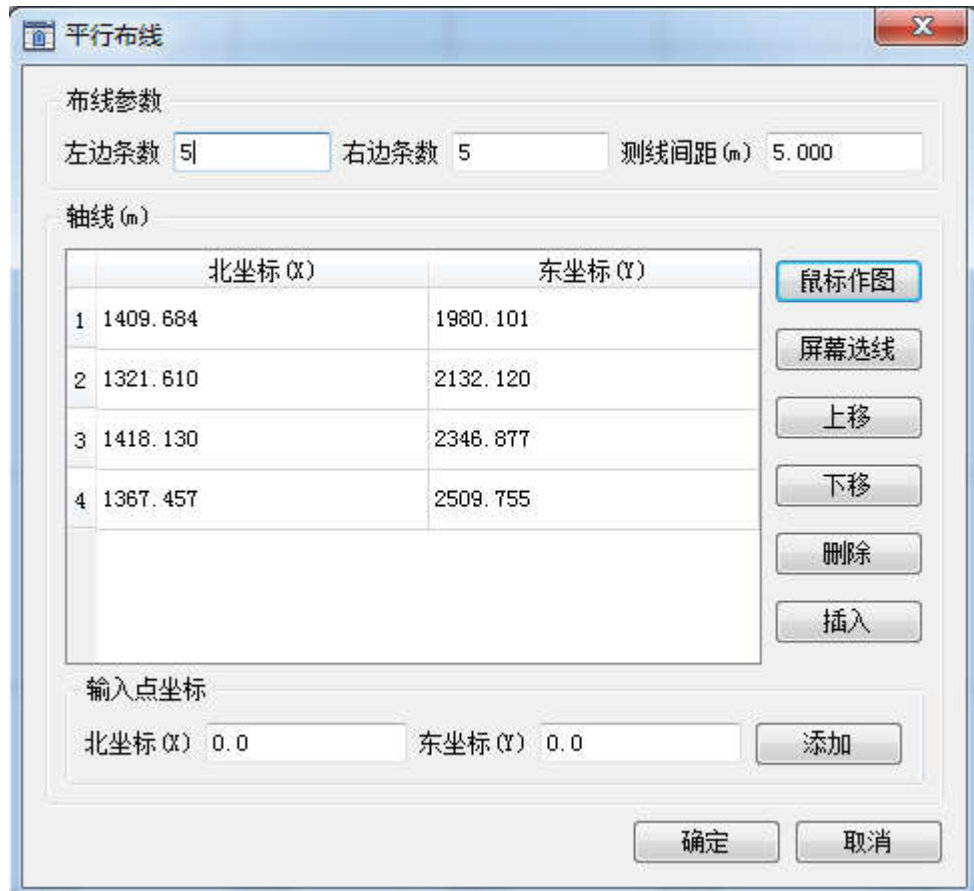 平行布线
布线参数
左边条数 5 右边条数 5 测线间距(m) 5.000
轴线(m)
北坐标(X) 东坐标(Y)
鼠标作图
1 1409.684 1980.101
屏幕选线
2 1321.610 2132.120
上移
3 1418.130 2346.877
下移
4 1367.457 2509.755
删除
插入
输入点坐标
北坐标(X) 0.0 东坐标(Y) 0.0 添加
确定 取消